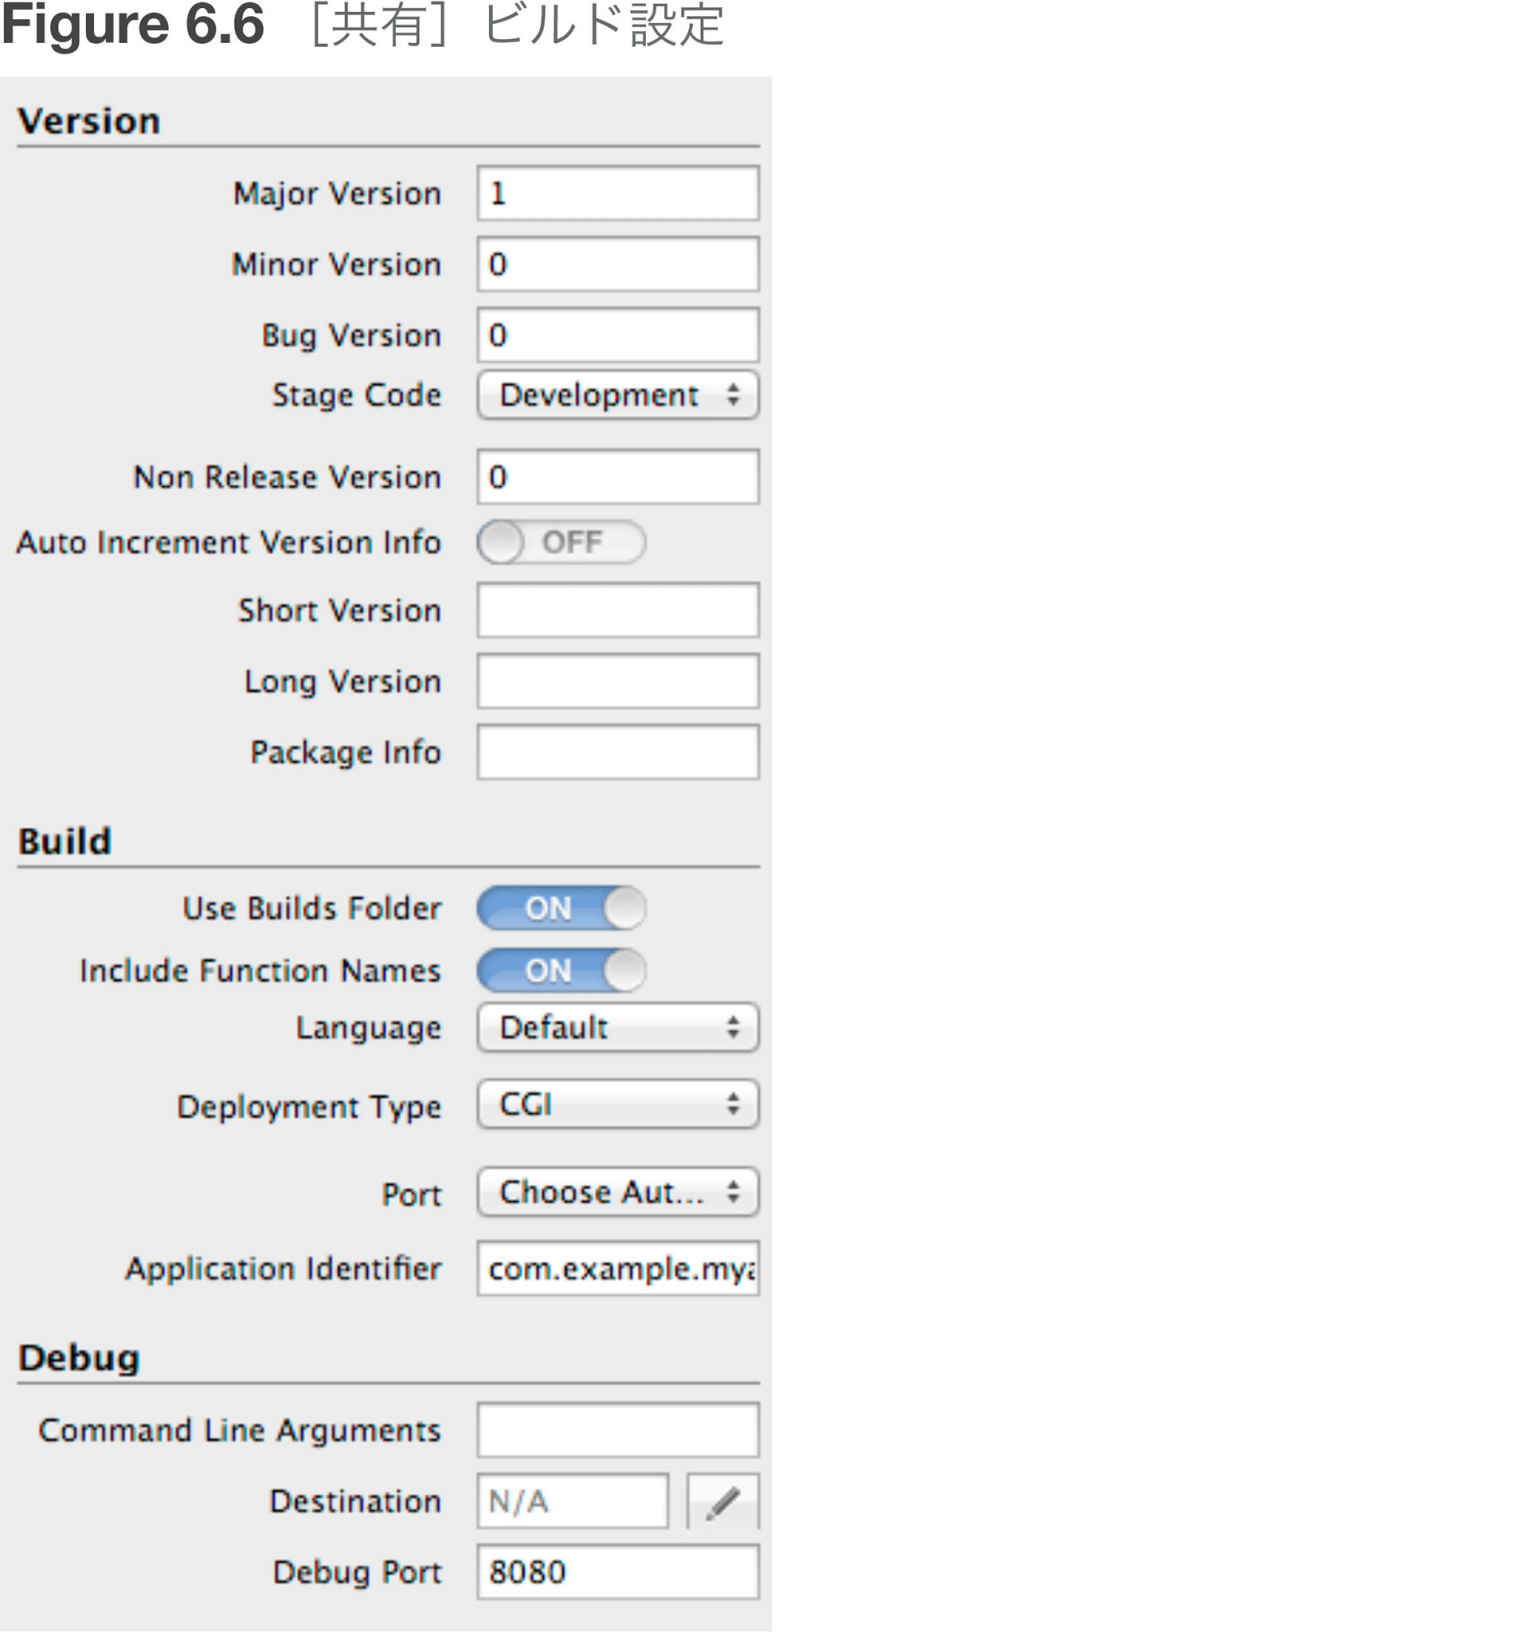 Figure 6.6 ［共有］ビルド設定
Version
Major Version 1
Minor Version 0
Bug Version 0
Stage Code Development
Non Release Version 0
Auto Increment Version Info OFF
Short Version
Long Version
Package Info
Build
Use Builds Folder ON
Include Function Names ON
Language Default
Deployment Type CGI
Port Choose Aut...
Application Identifier com.example.mya
Debug
Command Line Arguments
Destination N/A
Debug Port 8080